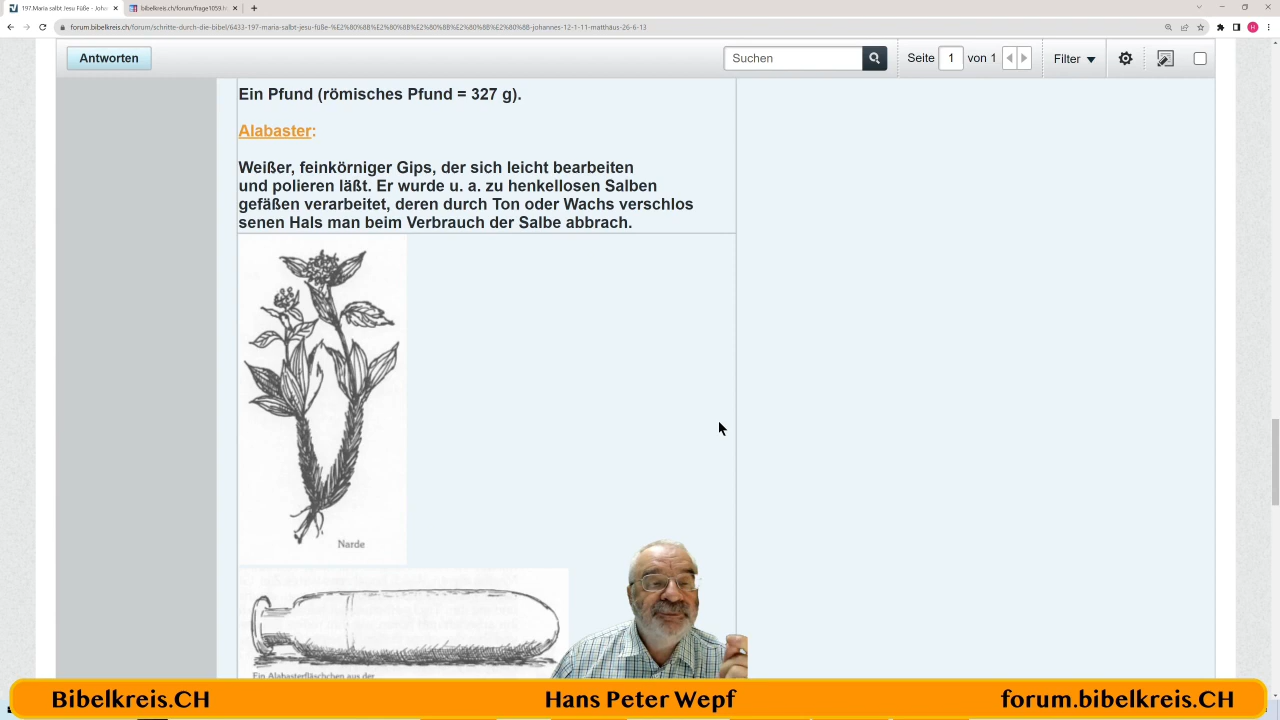 197.Maria salbt Jesu Füße - Joha
bibelkreis.ch/forum/frage1059.h
forum.bibelkreis.ch/forum/schritte-durch-die-bibel/6433-197-maria-salbt-jesu-füße-%E2%80%8B%E2%80%8B%E2%80%8B%E2%80%8B-johannes-12-1-11-matthäus-26-6-13
Antworten
Suchen
Seite 1 von 1
Filter
Ein Pfund (römisches Pfund = 327 g).
Alabaster:
Weißer, feinkörniger Gips, der sich leicht bearbeiten
und polieren läßt. Er wurde u. a. zu henkellosen Salben
gefäßen verarbeitet, deren durch Ton oder Wachs verschlos
senen Hals man beim Verbrauch der Salbe abbrach.
Narde
Ein Alabasterfläschchen aus der
Bibelkreis.CH
Hans Peter Wepf
forum.bibelkreis.CH